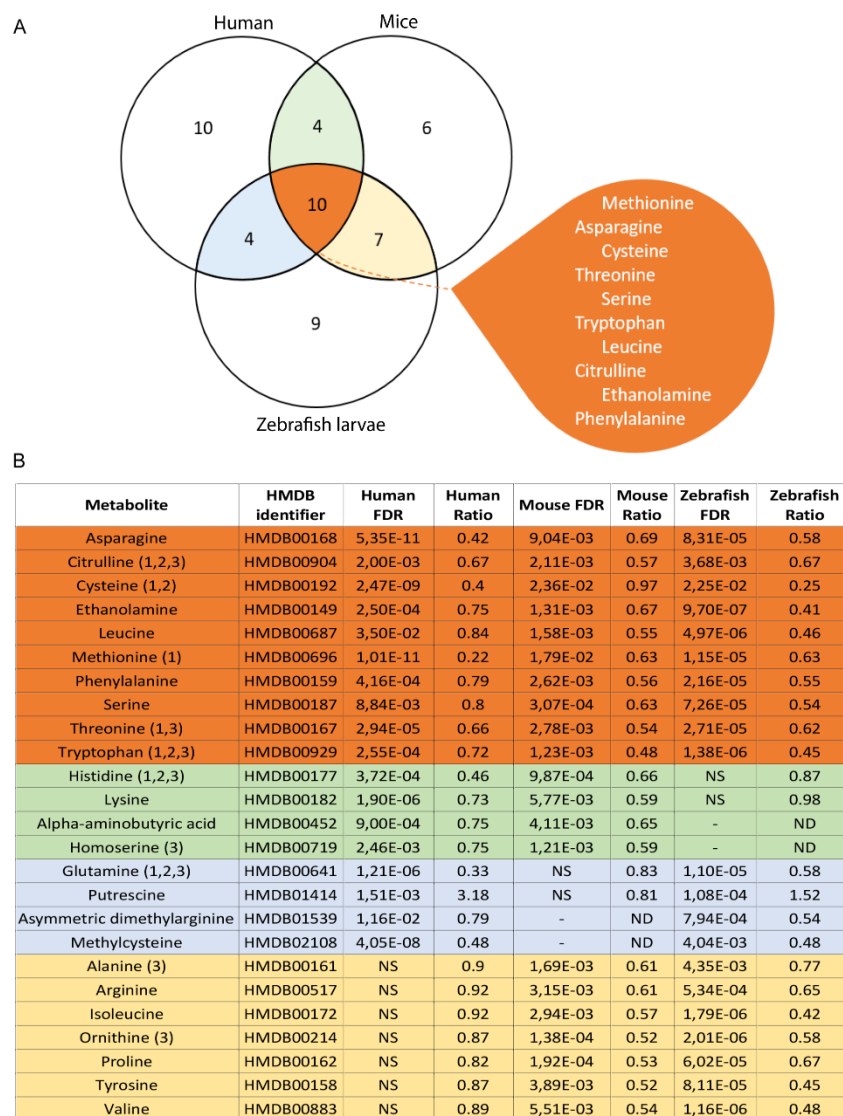 A
Human
Mice
10
4
6
10
4
7
9
Zebrafish larvae
Methionine
Asparagine
Cysteine
Threonine
Serine
Tryptophan
Leucine
Citrulline
Ethanolamine
Phenylalanine
B
Metabolite HMDB identifier Human FDR Human Ratio Mouse FDR Mouse Ratio Zebrafish FDR Zebrafish Ratio
Asparagine HMDB00168 5,35E-11 0.42 9,04E-03 0.69 8,31E-05 0.58
Citrulline (1,2,3) HMDB00904 2,00E-03 0.67 2,11E-03 0.57 3,68E-03 0.67
Cysteine (1,2) HMDB00192 2,47E-09 0.4 2,36E-02 0.97 2,25E-02 0.25
Ethanolamine HMDB00149 2,50E-04 0.75 1,31E-03 0.67 9,70E-07 0.41
Leucine HMDB00687 3,50E-02 0.84 1,58E-03 0.55 4,97E-06 0.46
Methionine (1) HMDB00696 1,01E-11 0.22 1,79E-02 0.63 1,15E-05 0.63
Phenylalanine HMDB00159 4,16E-04 0.79 2,62E-03 0.56 2,16E-05 0.55
Serine HMDB00187 8,84E-03 0.8 3,07E-04 0.63 7,26E-05 0.54
Threonine (1,3) HMDB00167 2,94E-05 0.66 2,78E-03 0.54 2,71E-05 0.62
Tryptophan (1,2,3) HMDB00929 2,55E-04 0.72 1,23E-03 0.48 1,38E-06 0.45
Histidine (1,2,3) HMDB00177 3,72E-04 0.46 9,87E-04 0.66 NS 0.87
Lysine HMDB00182 1,90E-06 0.73 5,77E-03 0.59 NS 0.98
Alpha-aminobutyric acid HMDB00452 9,00E-04 0.75 4,11E-03 0.65 - ND
Homoserine (3) HMDB00719 2,46E-03 0.75 1,21E-03 0.59 - ND
Glutamine (1,2,3) HMDB00641 1,21E-06 0.33 NS 0.83 1,10E-05 0.58
Putrescine HMDB01414 1,51E-03 3.18 NS 0.81 1,08E-04 1.52
Asymmetric dimethylarginine HMDB01539 1,16E-02 0.79 - ND 7,94E-04 0.54
Methylcysteine HMDB02108 4,05E-08 0.48 - ND 4,04E-03 0.48
Alanine (3) HMDB00161 NS 0.9 1,69E-03 0.61 4,35E-03 0.77
Arginine HMDB00517 NS 0.92 3,15E-03 0.61 5,34E-04 0.65
Isoleucine HMDB00172 NS 0.92 2,94E-03 0.57 1,79E-06 0.42
Ornithine (3) HMDB00214 NS 0.87 1,38E-04 0.52 2,01E-06 0.58
Proline HMDB00162 NS 0.82 1,92E-04 0.53 6,02E-05 0.67
Tyrosine HMDB00158 NS 0.87 3,89E-03 0.52 8,11E-05 0.45
Valine HMDB00883 NS 0.89 5,51E-03 0.54 1,16E-06 0.48